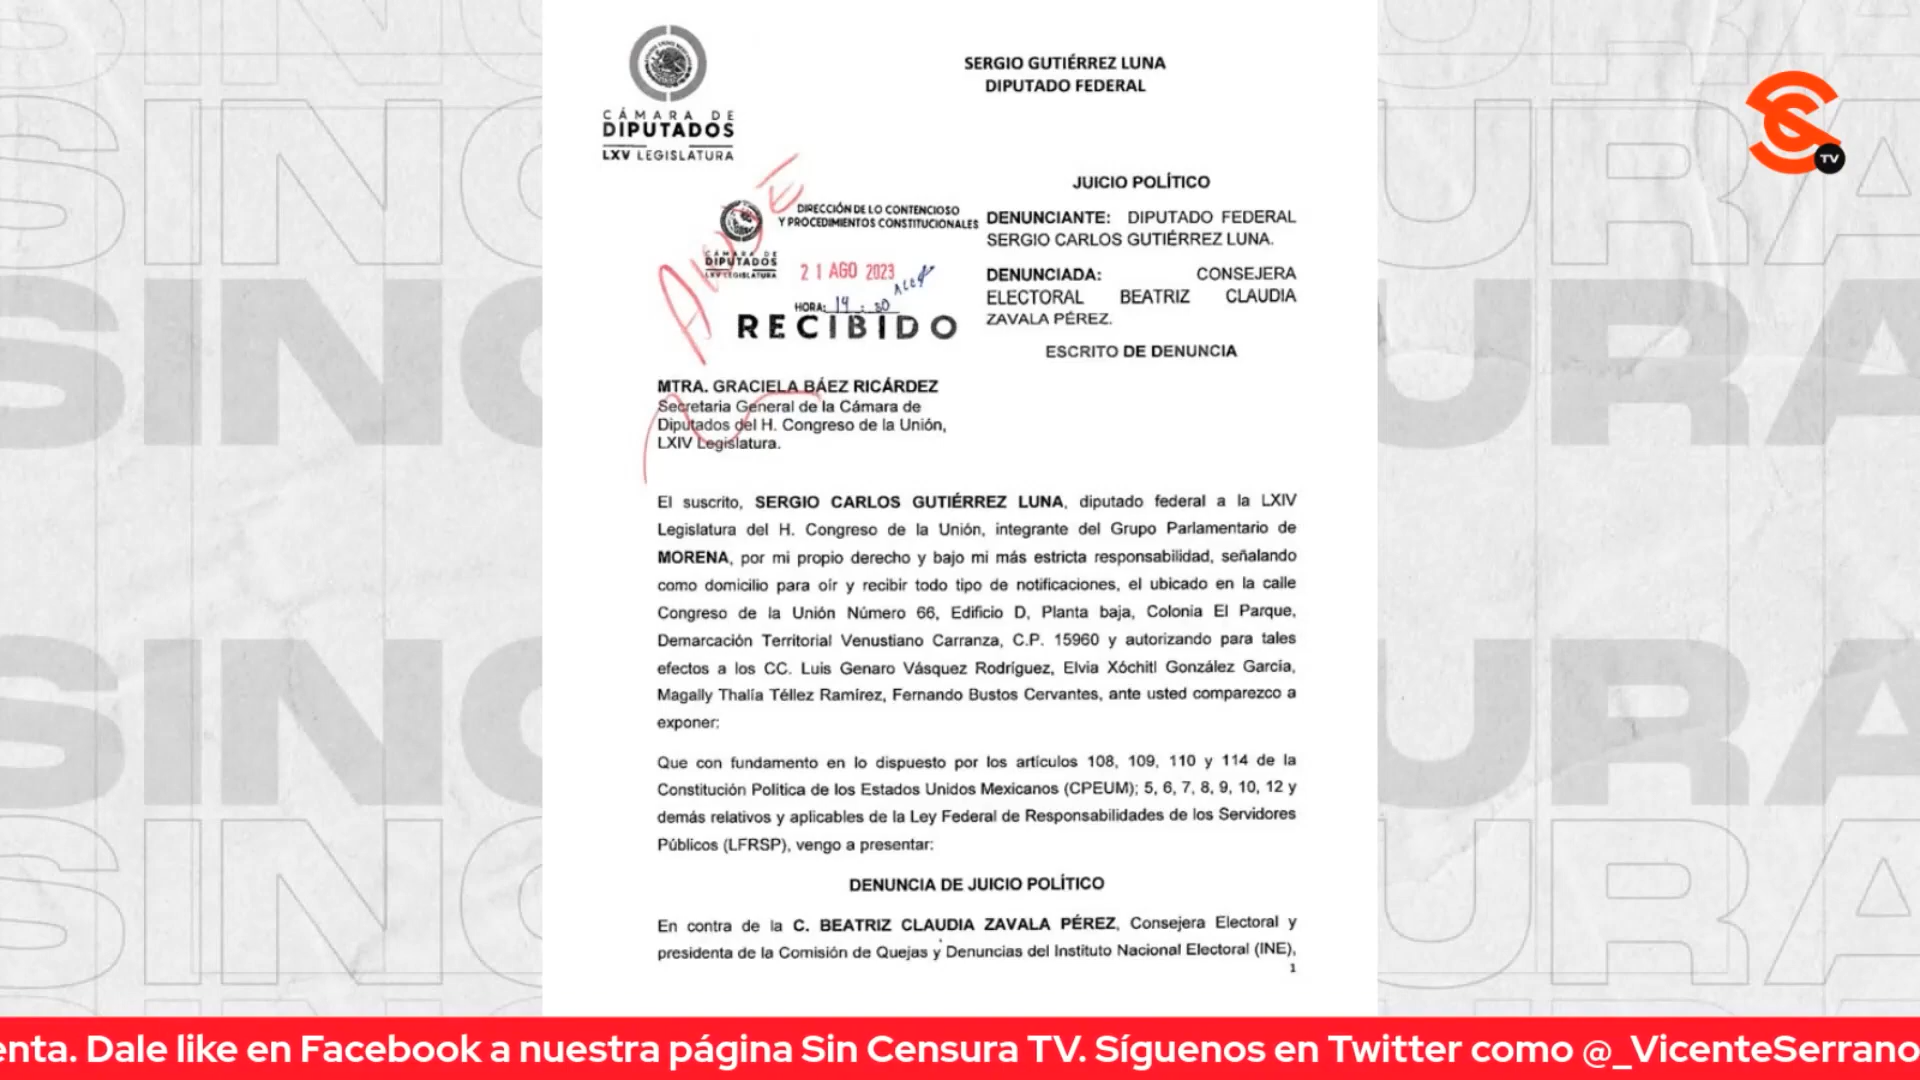 SERGIO GUTIÉRREZ LUNA
DIPUTADO FEDERAL
CÁMARA DE
DIPUTADOS
LXV LEGISLATURA
TV
JUICIO POLÍTICO
DIRECCIÓN DE LO CONTENCIOSO
Y PROCEDIMIENTOS CONSTITUCIONALES
CÁMARA DE
DIPUTADOS
LXV LEGISLATURA
21 AGO 2023
HORA: 14:30
RECIBIDO
DENUNCIANTE: DIPUTADO FEDERAL
SERGIO CARLOS GUTIÉRREZ LUNA.
DENUNCIADA: CONSEJERA
ELECTORAL BEATRIZ CLAUDIA
ZAVALA PÉREZ.
ESCRITO DE DENUNCIA
MTRA. GRACIELA BÁEZ RICÁRDEZ
Secretaria General de la Cámara de
Diputados del H. Congreso de la Unión,
LXIV Legislatura.
El suscrito, SERGIO CARLOS GUTIÉRREZ LUNA, diputado federal a la LXIV
Legislatura del H. Congreso de la Unión, integrante del Grupo Parlamentario de
MORENA, por mi propio derecho y bajo mi más estricta responsabilidad, señalando
como domicilio para oír y recibir todo tipo de notificaciones, el ubicado en la calle
Congreso de la Unión Número 66, Edificio D, Planta baja, Colonia El Parque,
Demarcación Territorial Venustiano Carranza, C.P. 15960 y autorizando para tales
efectos a los CC. Luis Genaro Vásquez Rodríguez, Elvia Xóchitl González García,
Magally Thalía Téllez Ramírez, Fernando Bustos Cervantes, ante usted comparezco a
exponer:
Que con fundamento en lo dispuesto por los artículos 108, 109, 110 y 114 de la
Constitución Política de los Estados Unidos Mexicanos (CPEUM); 5, 6, 7, 8, 9, 10, 12 y
demás relativos y aplicables de la Ley Federal de Responsabilidades de los Servidores
Públicos (LFRSP), vengo a presentar:
DENUNCIA DE JUICIO POLÍTICO
En contra de la C. BEATRIZ CLAUDIA ZAVALA PÉREZ, Consejera Electoral y
presidenta de la Comisión de Quejas y Denuncias del Instituto Nacional Electoral (INE),
1
enta. Dale like en Facebook a nuestra página Sin Censura TV. Síguenos en Twitter como @_VicenteSerrano